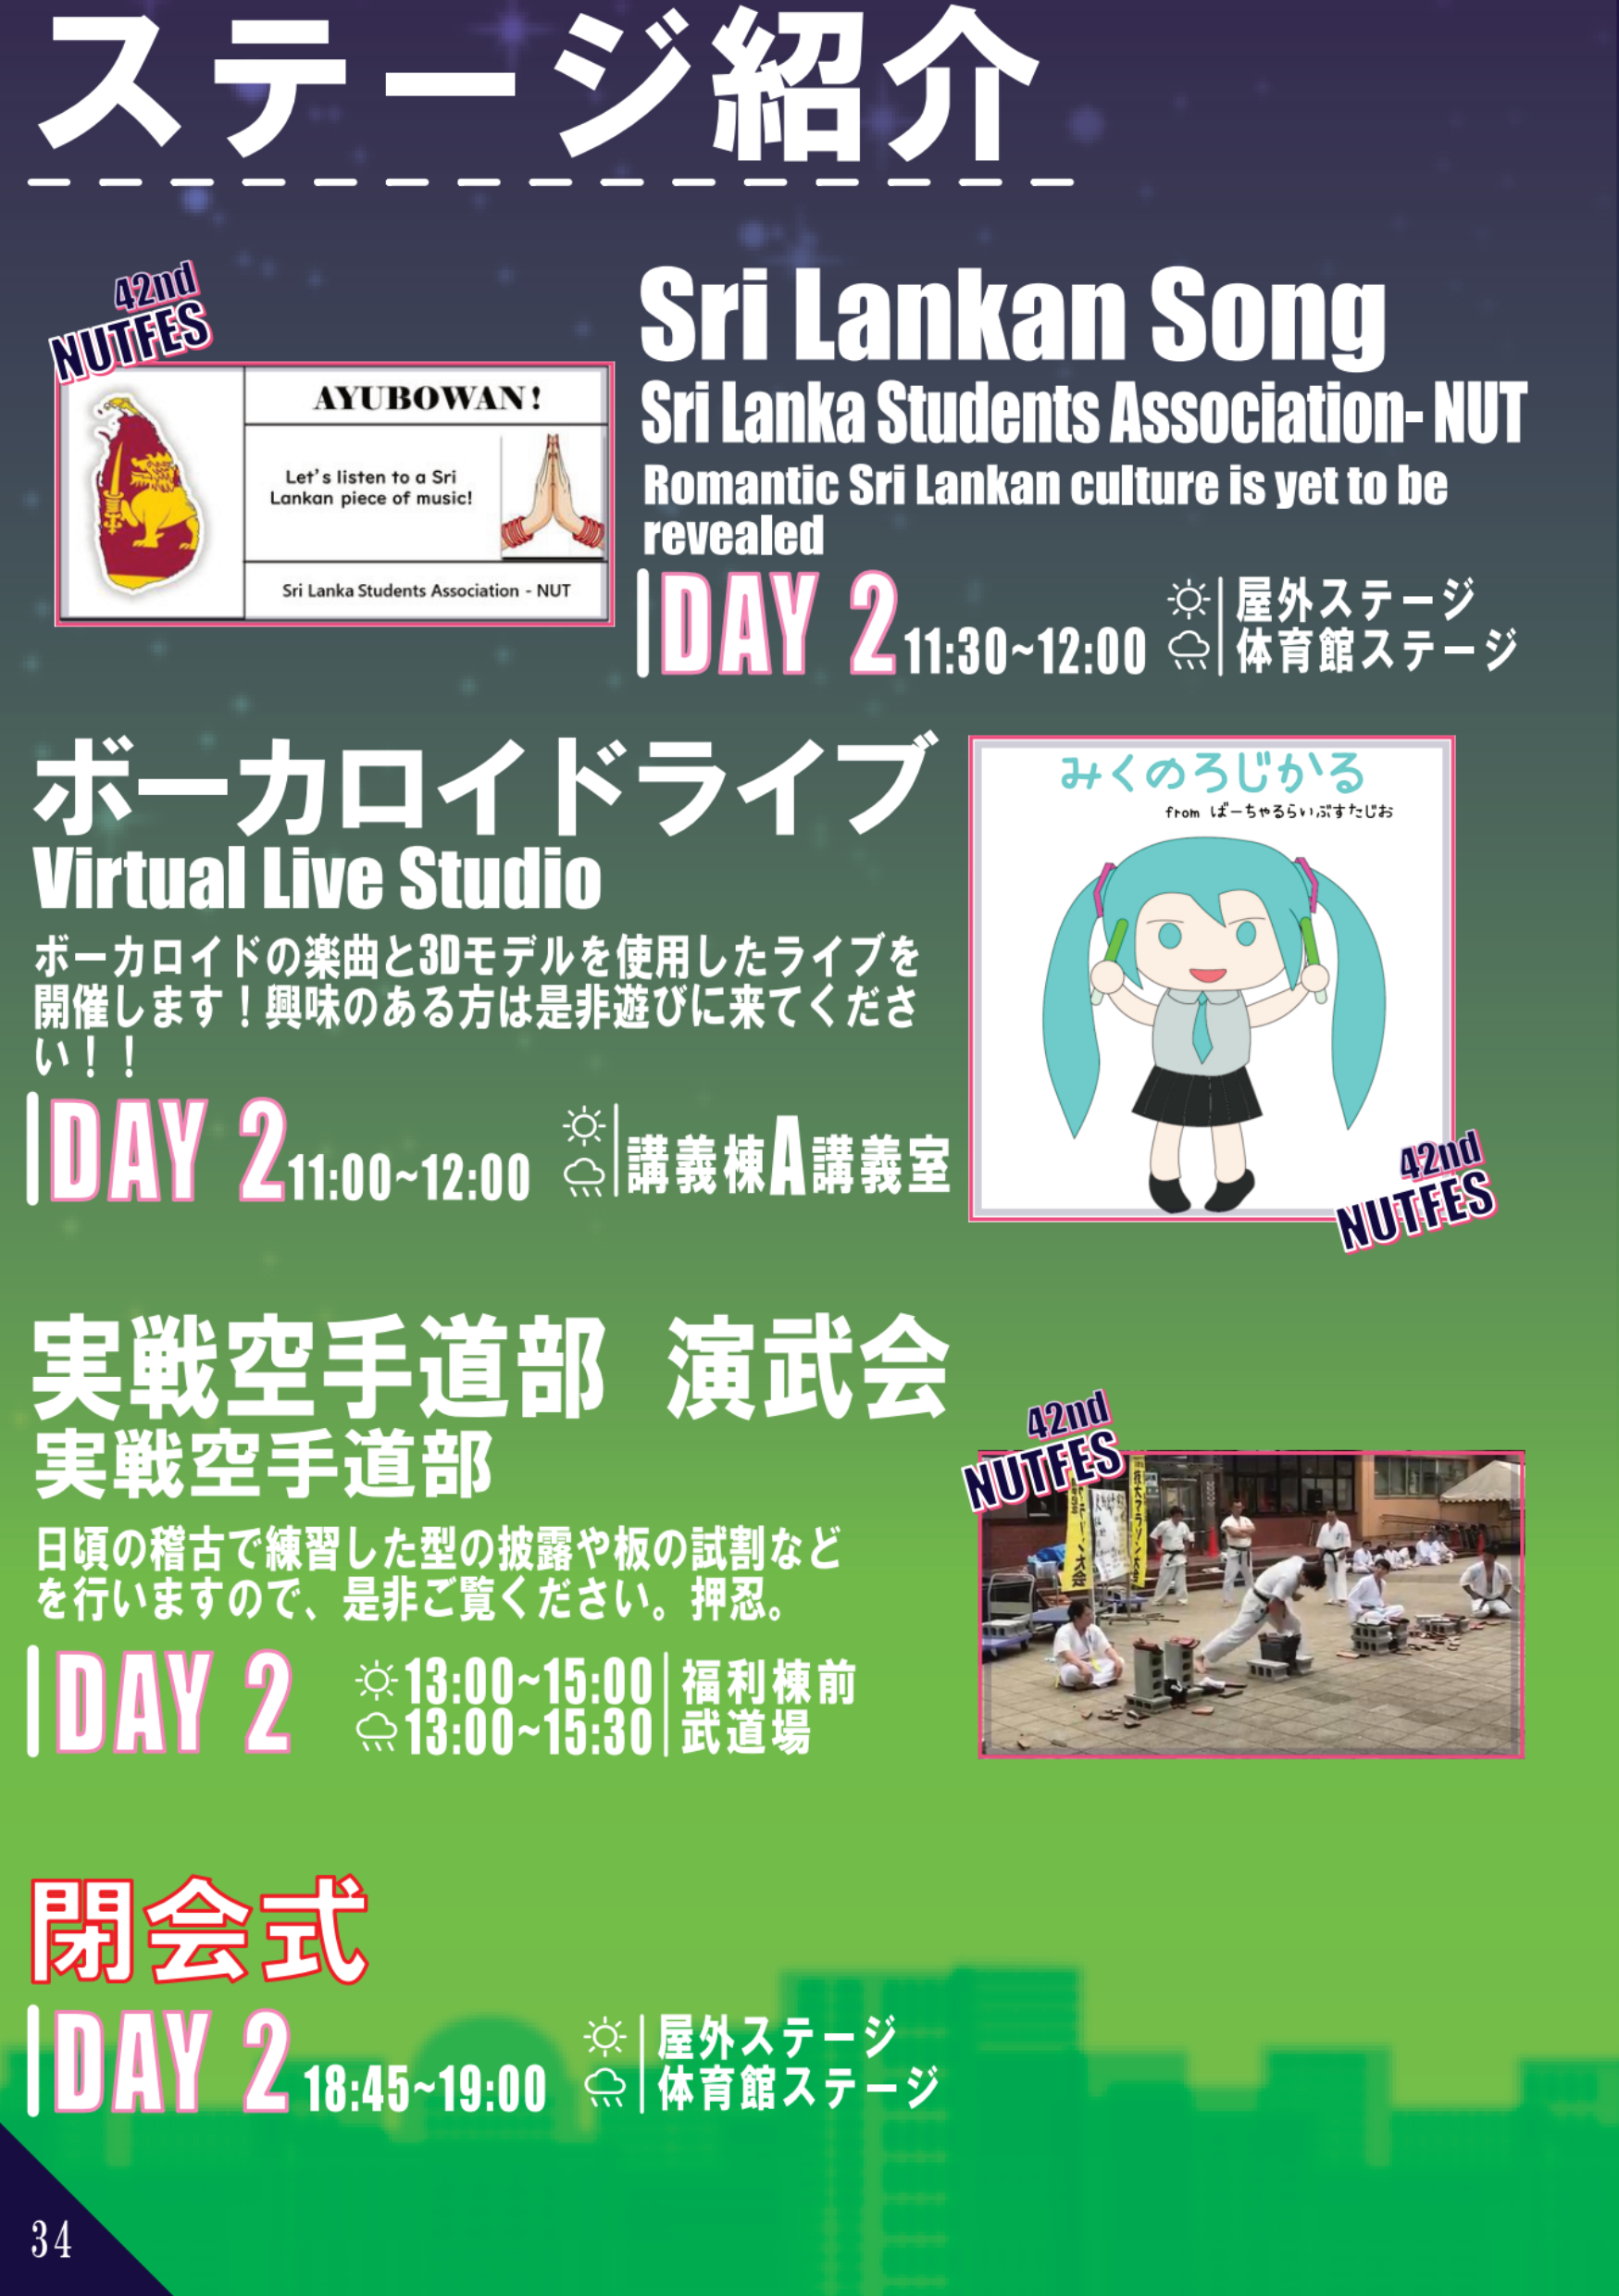 ステージ紹介
42nd
NUTFES
AYUBOWAN!
Let's listen to a Sri
Lankan piece of music!
Sri Lanka Students Association - NUT
Sri Lankan Song
Sri Lanka Students Association- NUT
Romantic Sri Lankan culture is yet to be
revealed
DAY 2 11:30~12:00
屋外ステージ
体育館ステージ
ボーカロイドライブ
Virtual Live Studio
ボーカロイドの楽曲と3Dモデルを使用したライブを
開催します！興味のある方は是非遊びに来てくださ
い！！
DAY 2 11:00~12:00 講義棟A講義室
みくのろじかる
from ばーちゃるらいぶすたじお
42nd
NUTFES
実戦空手道部 演武会
実戦空手道部
日頃の稽古で練習した型の披露や板の試割など
を行いますので、是非ご覧ください。押忍。
DAY 2
13:00~15:00 福利棟前
13:00~15:30 武道場
42nd
NUTFES
閉会式
DAY 2 18:45~19:00
屋外ステージ
体育館ステージ
34